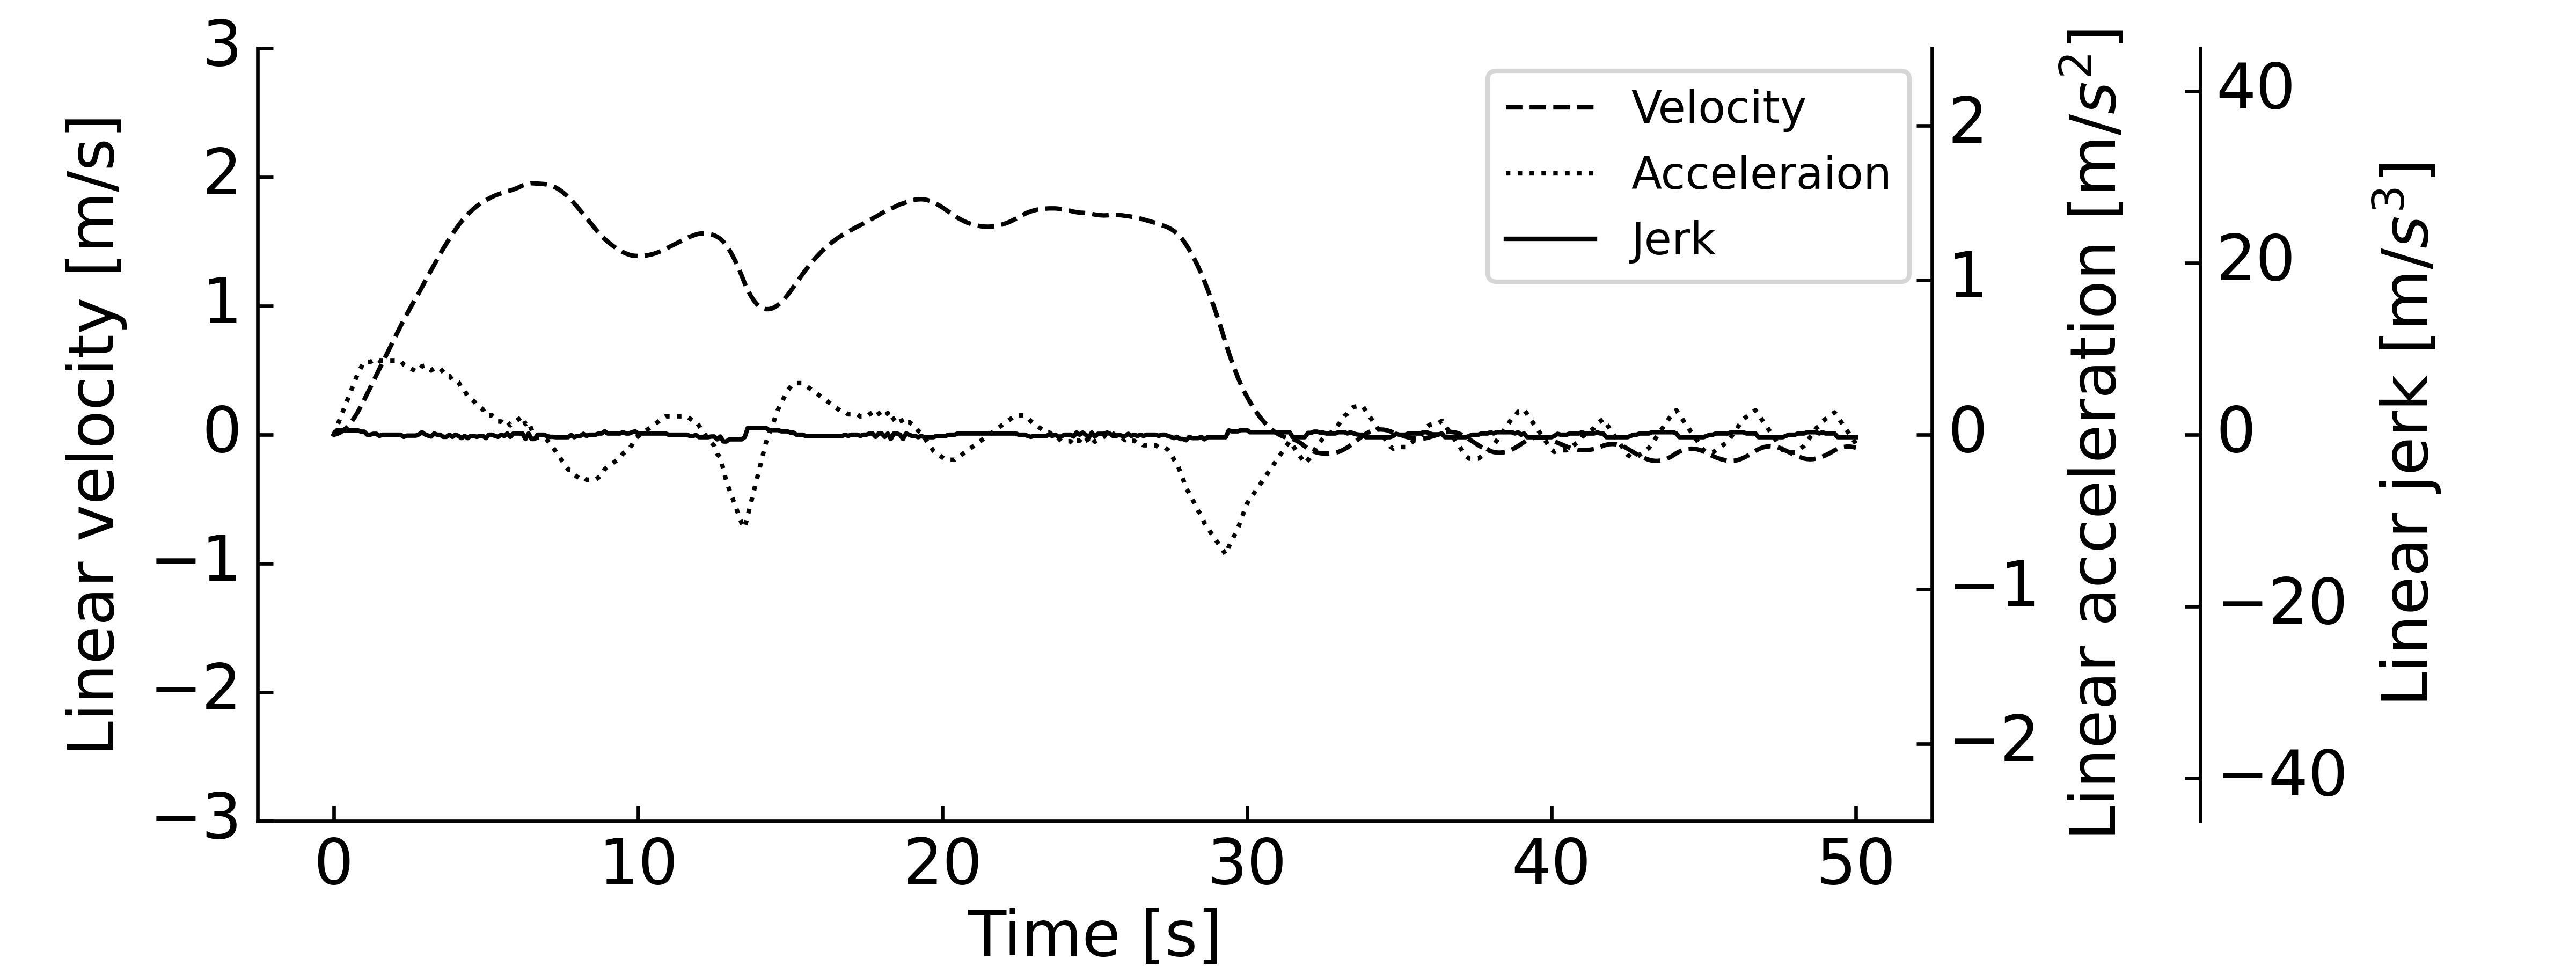 Linear velocity [m/s]
3
2
1
0
−1
−2
−3
0 10 20 30 40 50
Time [s]
Velocity
Acceleraion
Jerk
2
1
0
−1
−2
Linear acceleration [m/s²]
40
20
0
−20
−40
Linear jerk [m/s³]